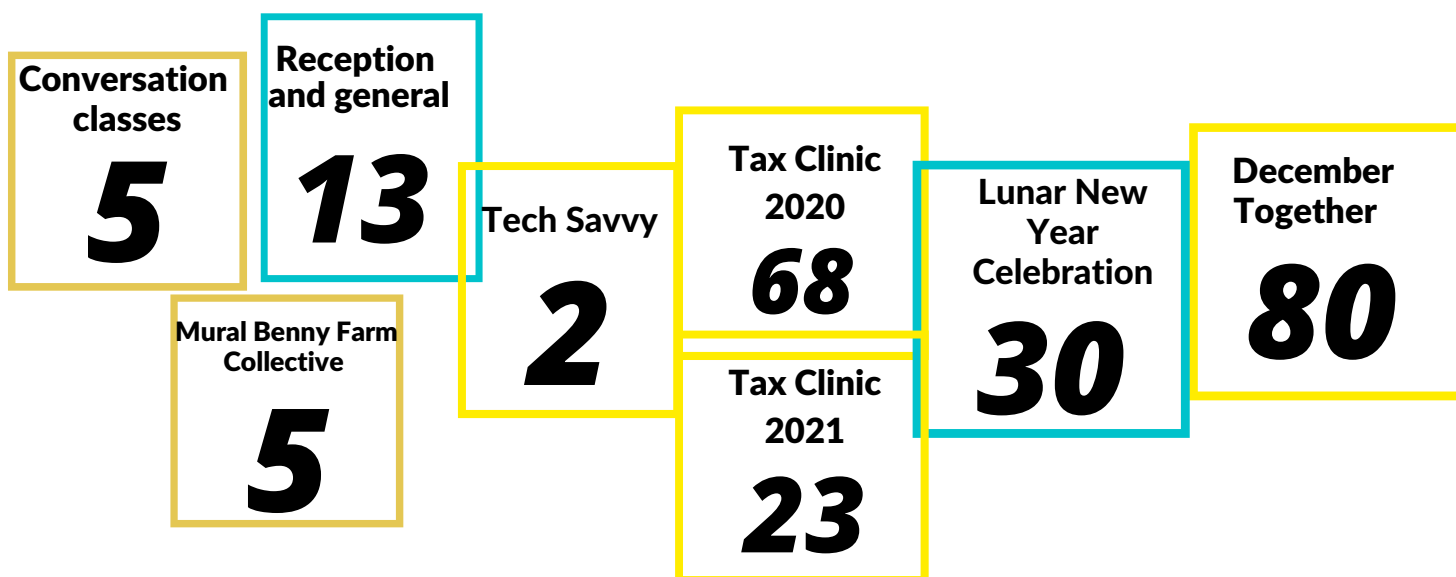 Conversation
classes
5
Reception
and general
13
Mural Benny Farm
Collective
5
Tech Savvy
2
Tax Clinic
2020
68
Tax Clinic
2021
23
Lunar New
Year
Celebration
30
December
Together
80